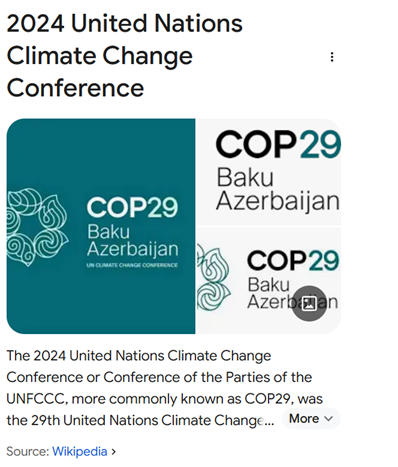 2024 United Nations
Climate Change
Conference
COP29
Baku
Azerbaijan
UN CLIMATE CHANGE CONFERENCE
COP29
Baku
Azerbaijan
COP29
Baku
Azerbaijan
The 2024 United Nations Climate Change
Conference or Conference of the Parties of the
UNFCCC, more commonly known as COP29, was
the 29th United Nations Climate Change... More
Source: Wikipedia